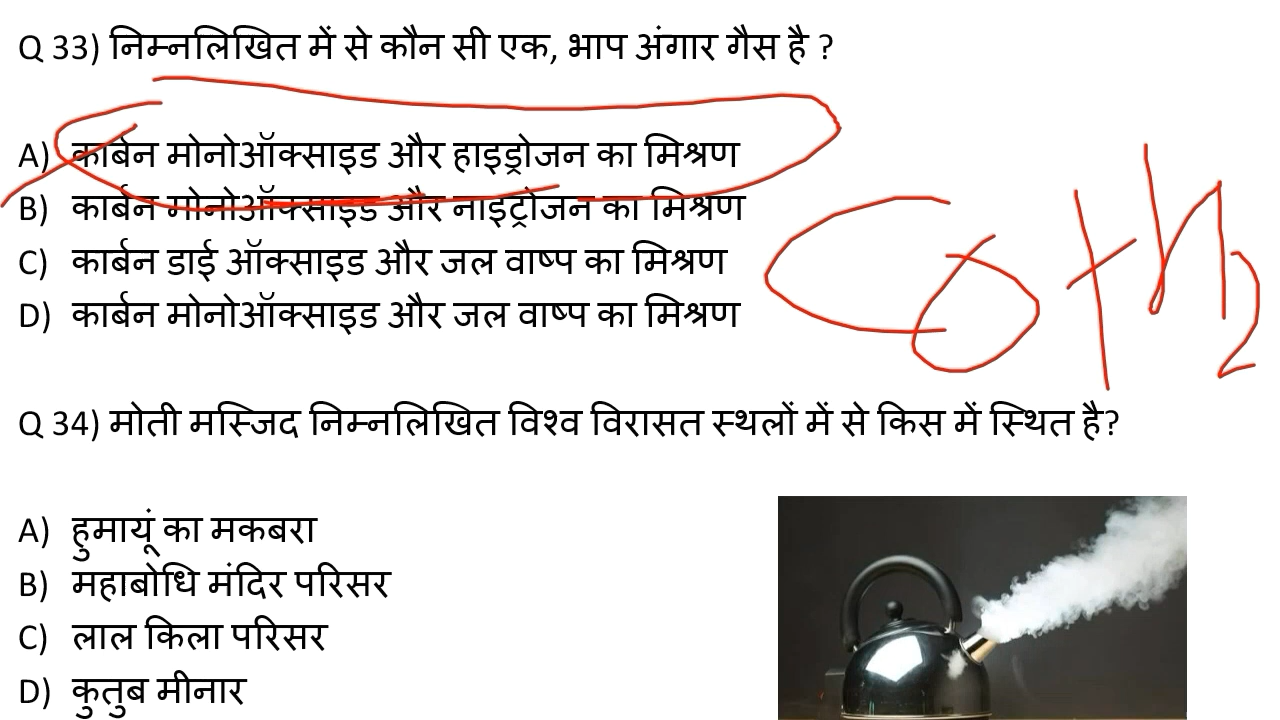 Q 33) निम्नलिखित में से कौन सी एक, भाप अंगार गैस है ?
A) कार्बन मोनोऑक्साइड और हाइड्रोजन का मिश्रण
B) कार्बन मोनोऑक्साइड और नाइट्रोजन का मिश्रण
C) कार्बन डाई ऑक्साइड और जल वाष्प का मिश्रण
D) कार्बन मोनोऑक्साइड और जल वाष्प का मिश्रण
CO + H2
Q 34) मोती मस्जिद निम्नलिखित विश्व विरासत स्थलों में से किस में स्थित है?
A) हुमायूं का मकबरा
B) महाबोधि मंदिर परिसर
C) लाल किला परिसर
D) कुतुब मीनार